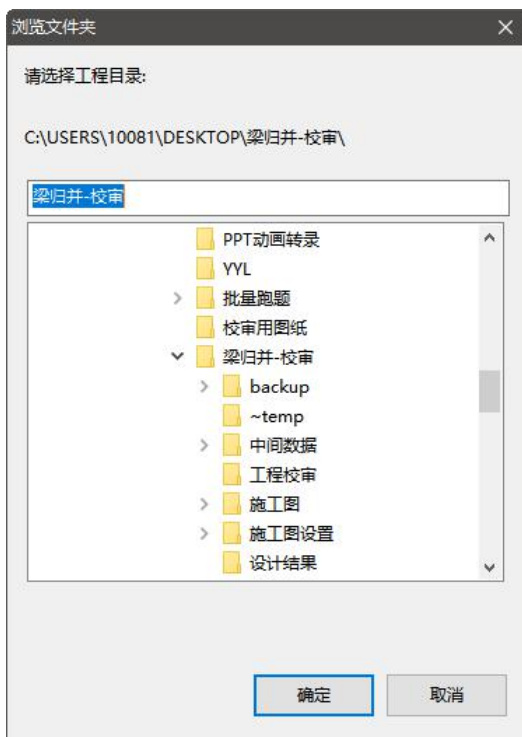 浏览文件夹
请选择工程目录:
C:\USERS\10081\DESKTOP\梁归并-校审\
梁归并-校审
PPT动画转录
YYL
批量跑题
校审用图纸
梁归并-校审
backup
~temp
中间数据
工程校审
施工图
施工图设置
设计结果
确定
取消